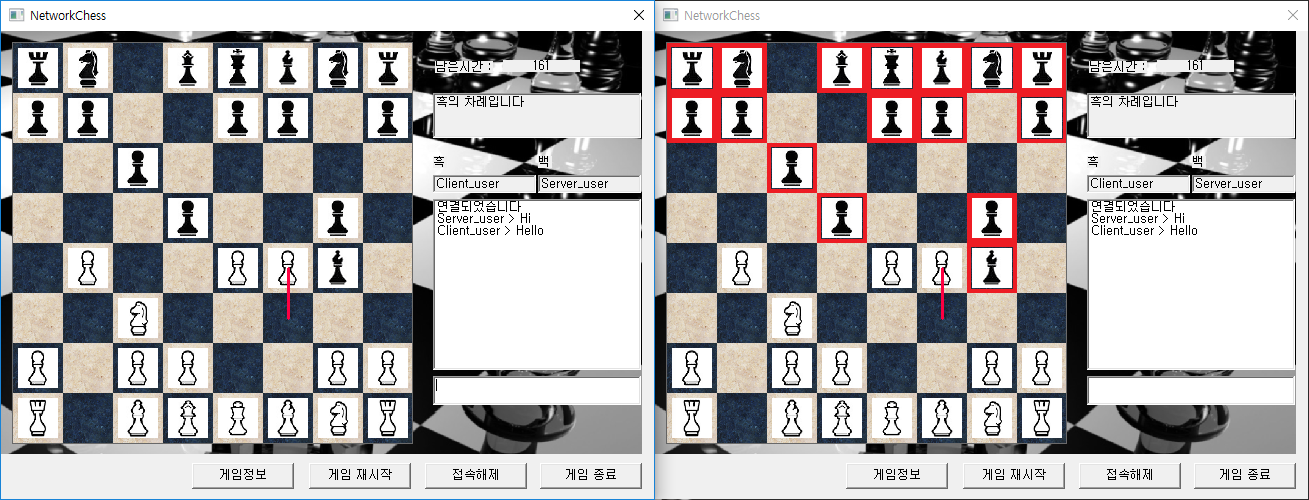 NetworkChess
남은시간 : 161
흑의 차례입니다
흑 백
Client_user Server_user
연결되었습니다
Server_user > Hi
Client_user > Hello
게임정보 게임 재시작 접속해제 게임 종료
NetworkChess
남은시간 : 161
흑의 차례입니다
흑 백
Client_user Server_user
연결되었습니다
Server_user > Hi
Client_user > Hello
게임정보 게임 재시작 접속해제 게임 종료